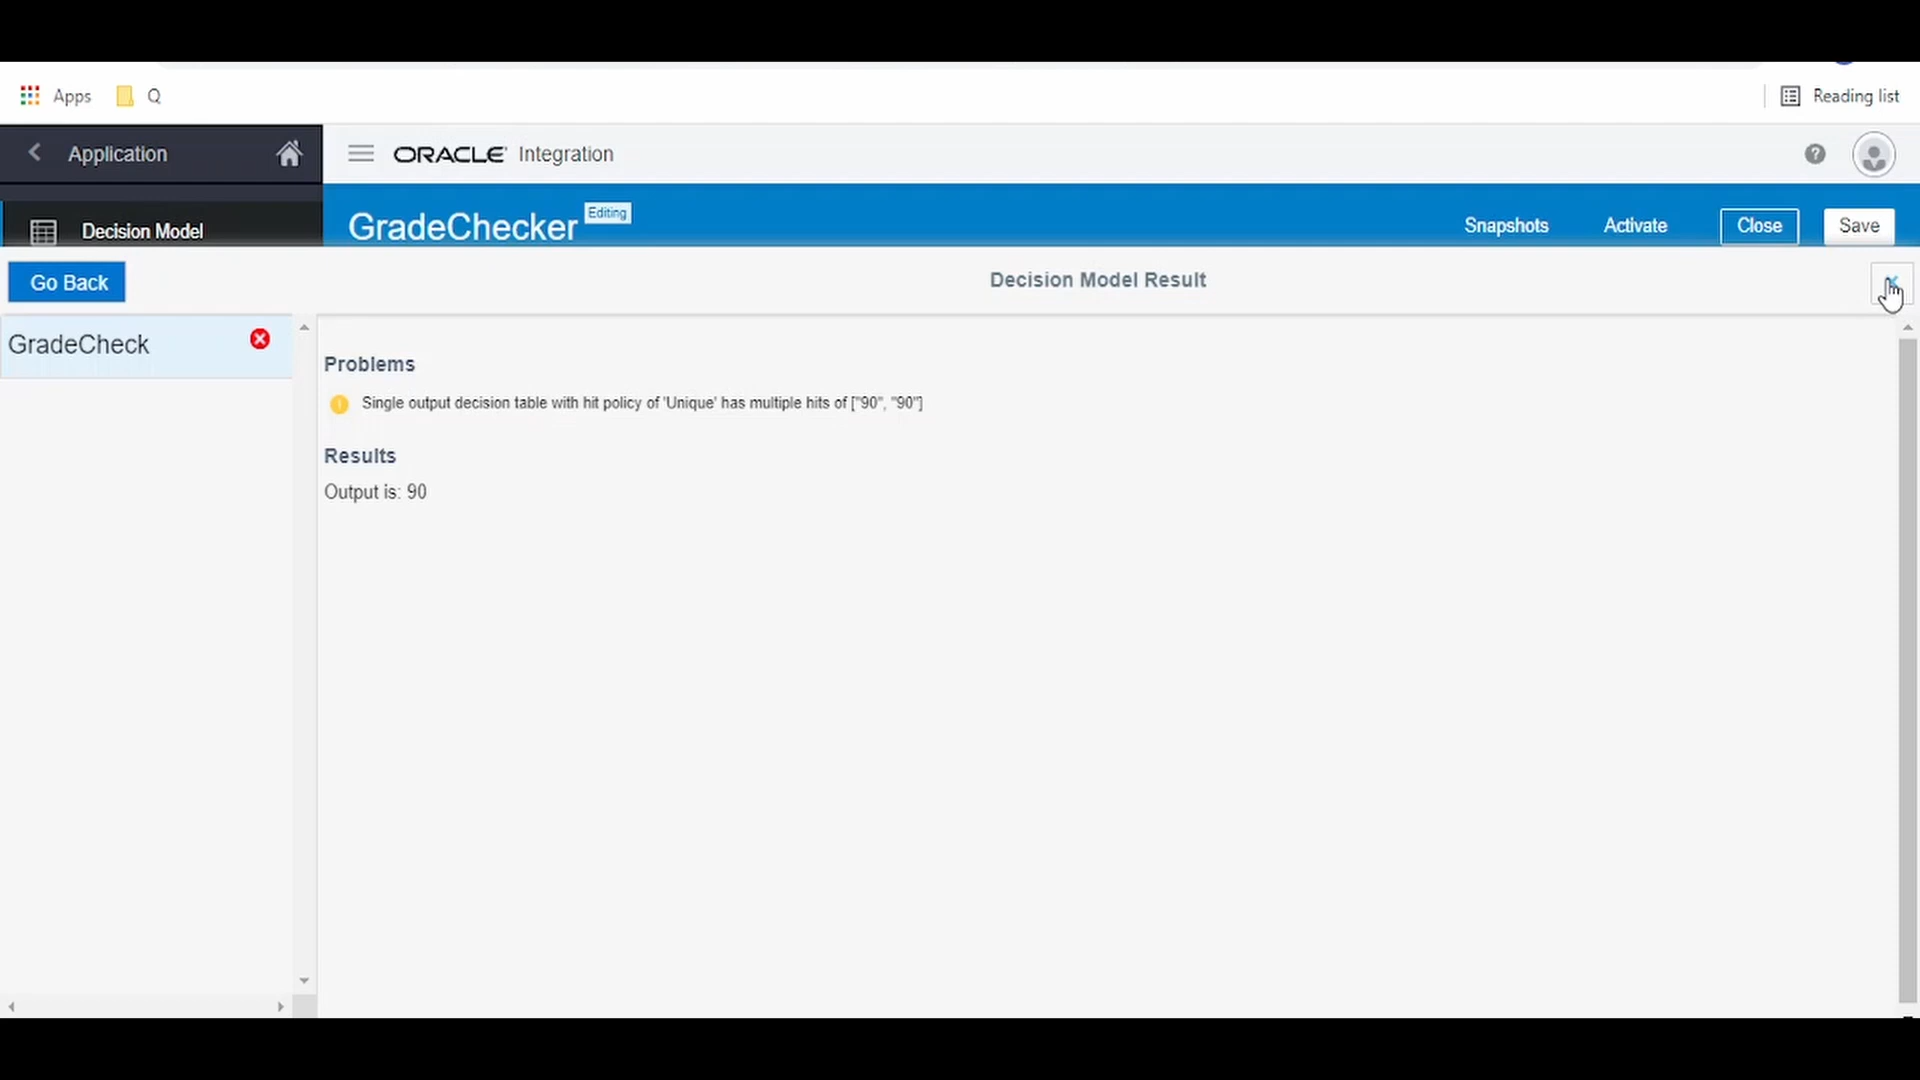 Apps Q Reading list
Application ORACLE Integration
Decision Model GradeChecker Editing Snapshots Activate Close Save
Go Back Decision Model Result
GradeCheck
Problems
Single output decision table with hit policy of 'Unique' has multiple hits of ["90", "90"]
Results
Output is: 90